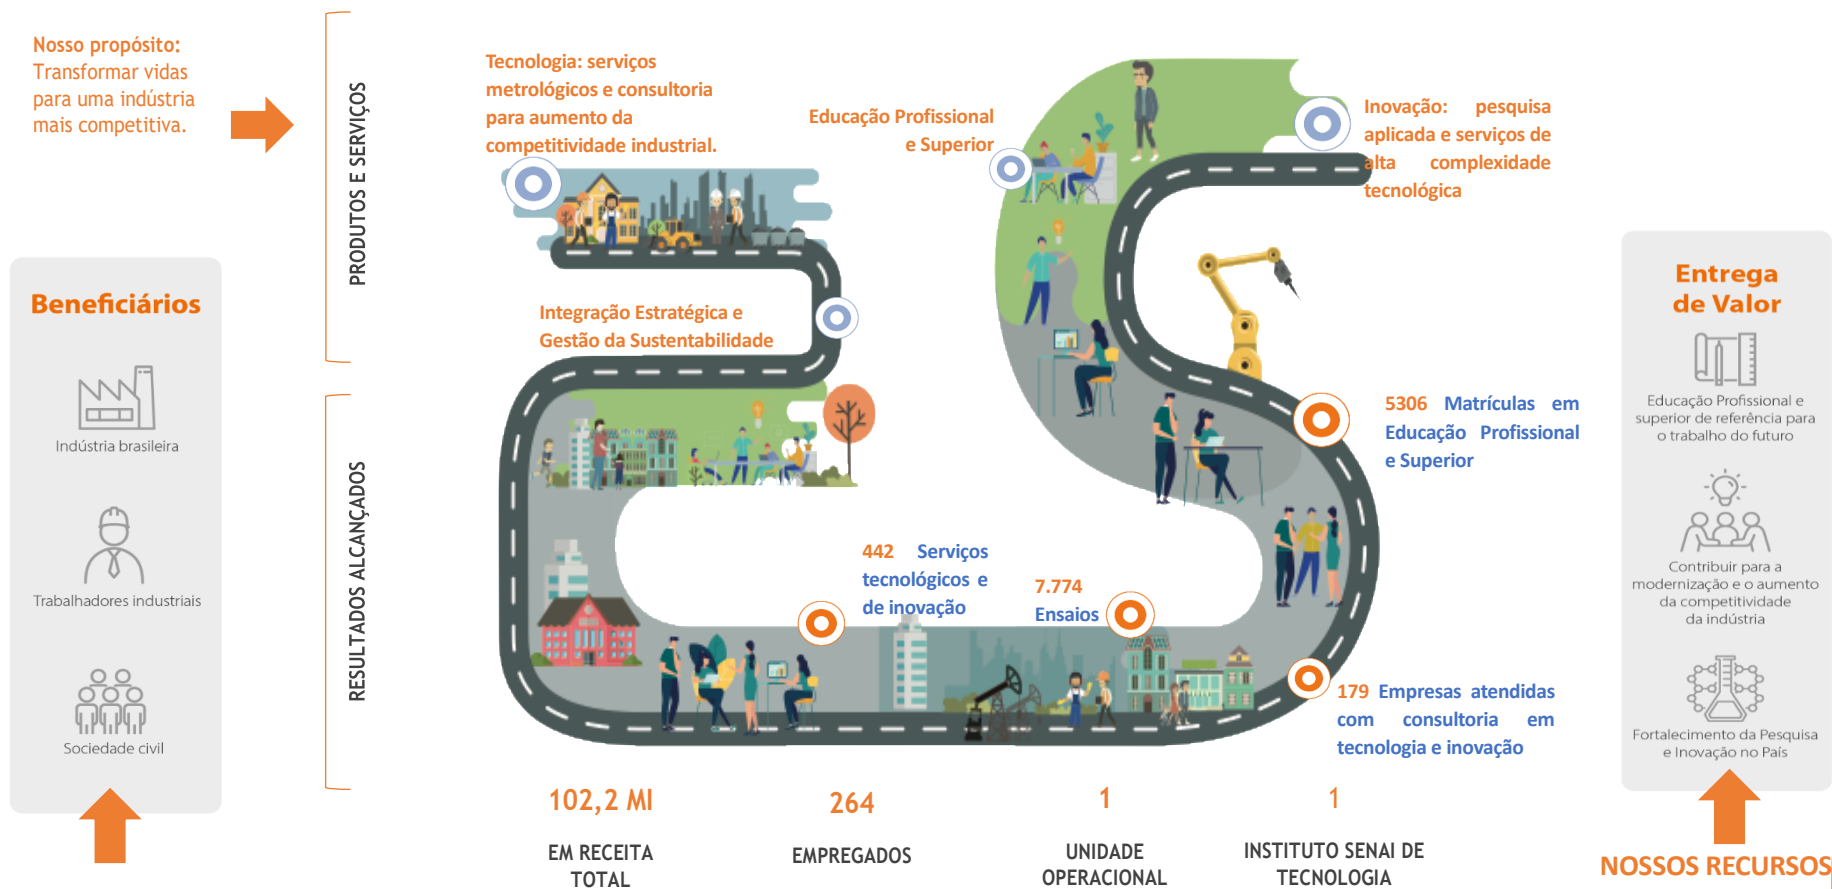 Nosso propósito:
Transformar vidas
para uma indústria
mais competitiva.
PRODUTOS E SERVIÇOS
RESULTADOS ALCANÇADOS
Beneficiários
Indústria brasileira
Trabalhadores industriais
Sociedade civil
Tecnologia: serviços
metrológicos e consultoria
para aumento da
competitividade industrial.
Educação Profissional
e Superior
Inovação: pesquisa
aplicada e serviços de
alta complexidade
tecnológica
Integração Estratégica e
Gestão da Sustentabilidade
5306 Matrículas em
Educação Profissional
e Superior
442 Serviços
tecnológicos e
de inovação
7.774
Ensaios
179 Empresas atendidas
com consultoria em
tecnologia e inovação
102,2 MI
EM RECEITA
TOTAL
264
EMPREGADOS
1
UNIDADE
OPERACIONAL
1
INSTITUTO SENAI DE
TECNOLOGIA
Entrega
de Valor
Educação Profissional e
superior de referência para
o trabalho do futuro
Contribuir para a
modernização e o aumento
da competitividade
da indústria
Fortalecimento da Pesquisa
e Inovação no País
NOSSOS RECURSOS